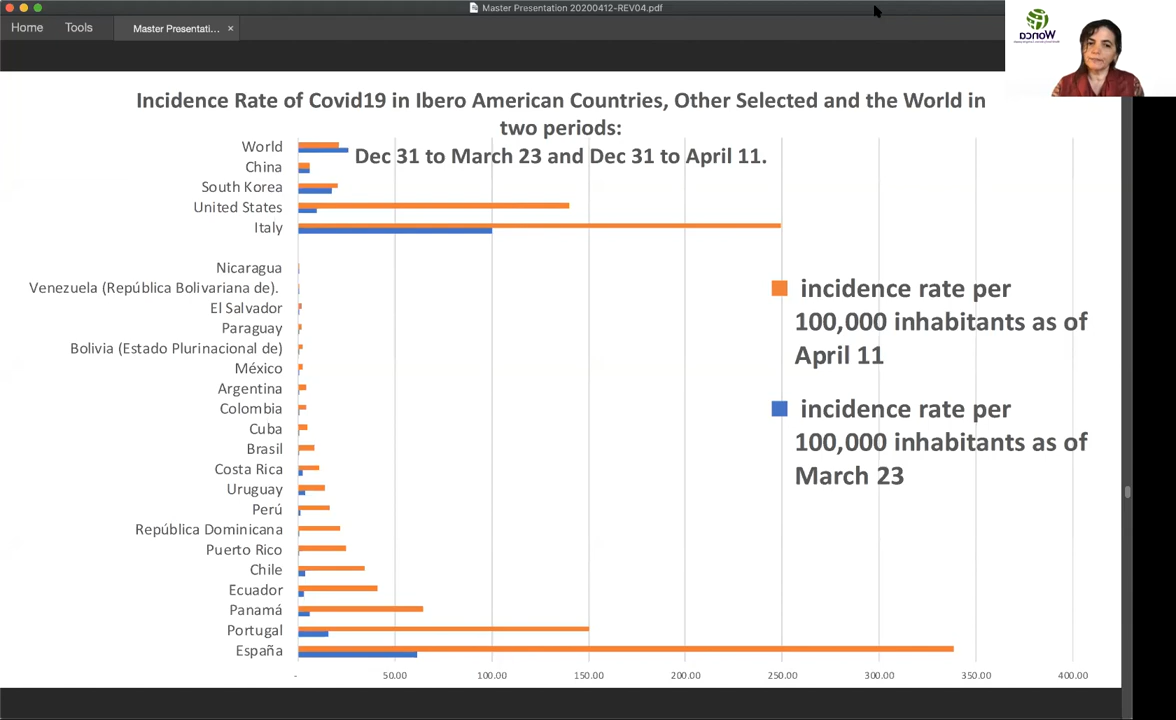 Master Presentation 20200412-REV04.pdf
Home Tools Master Presentati... ×
Wonca
Incidence Rate of Covid19 in Ibero American Countries, Other Selected and the World in
two periods:
Dec 31 to March 23 and Dec 31 to April 11.
World
China
South Korea
United States
Italy
Nicaragua
Venezuela (República Bolivariana de).
El Salvador
Paraguay
Bolivia (Estado Plurinacional de)
México
Argentina
Colombia
Cuba
Brasil
Costa Rica
Uruguay
Perú
República Dominicana
Puerto Rico
Chile
Ecuador
Panamá
Portugal
España
incidence rate per
100,000 inhabitants as of
April 11
incidence rate per
100,000 inhabitants as of
March 23
- 50.00 100.00 150.00 200.00 250.00 300.00 350.00 400.00